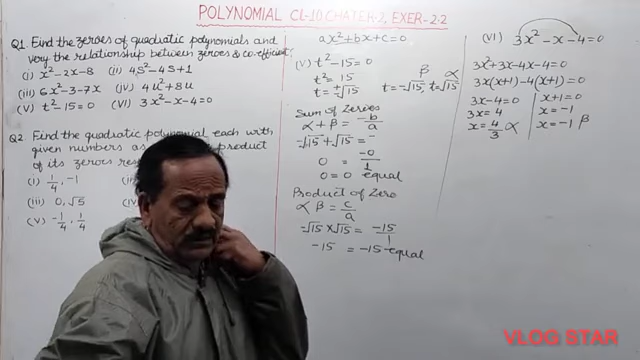 POLYNOMIAL CL-10 CHATER-2, EXER-2.2
Q1. Find the zeroes of quadratic polynomials and
very the relationship between zeroes & co.efficient,
(i) x²-2x-8 (ii) 4S²-4S+1
(iii) 6x²-3-7x (iv) 4u²+8u
(v) t²-15=0 (vi) 3x²-x-4=0
Q2. Find the quadratic polynomial each with
given numbers as product
of its zeros
(i) 1/4, -1
(iii) 0, √5
(v) -1/4, 1/4
ax²+bx+c=0
(v) t²-15=0
t²=15
t=±√15
β α
t=-√15, t=√15
Sum of Zeroes
α+β = -b/a
-√15+√15 = -
0 = -0/1
0=0 equal
Product of Zero
αβ = c/a
-√15×√15 = -15/1
-15 = -15 equal
(VI) 3x²-x-4=0
3x²+3x-4x-4=0
3x(x+1)-4(x+1)=0
3x-4=0 x+1=0
3x=4 x=-1
x=4/3 α x=-1 β
VLOG STAR